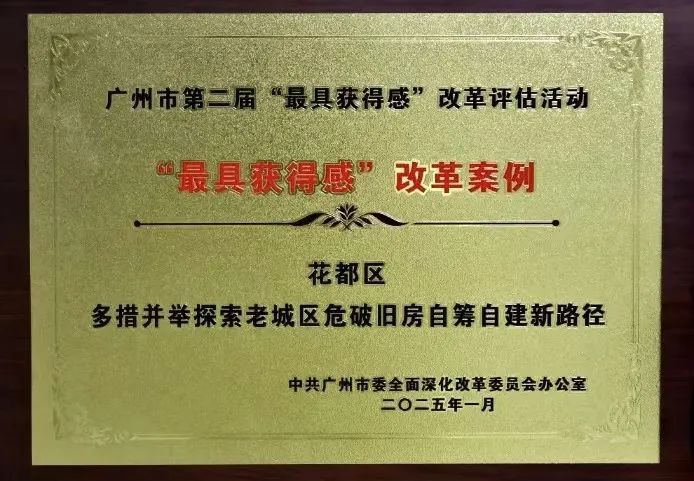 广州市第二届“最具获得感”改革评估活动
“最具获得感”改革案例
花都区
多措并举探索老城区危破旧房自筹自建新路径
中共广州市委全面深化改革委员会办公室
二〇二五年一月